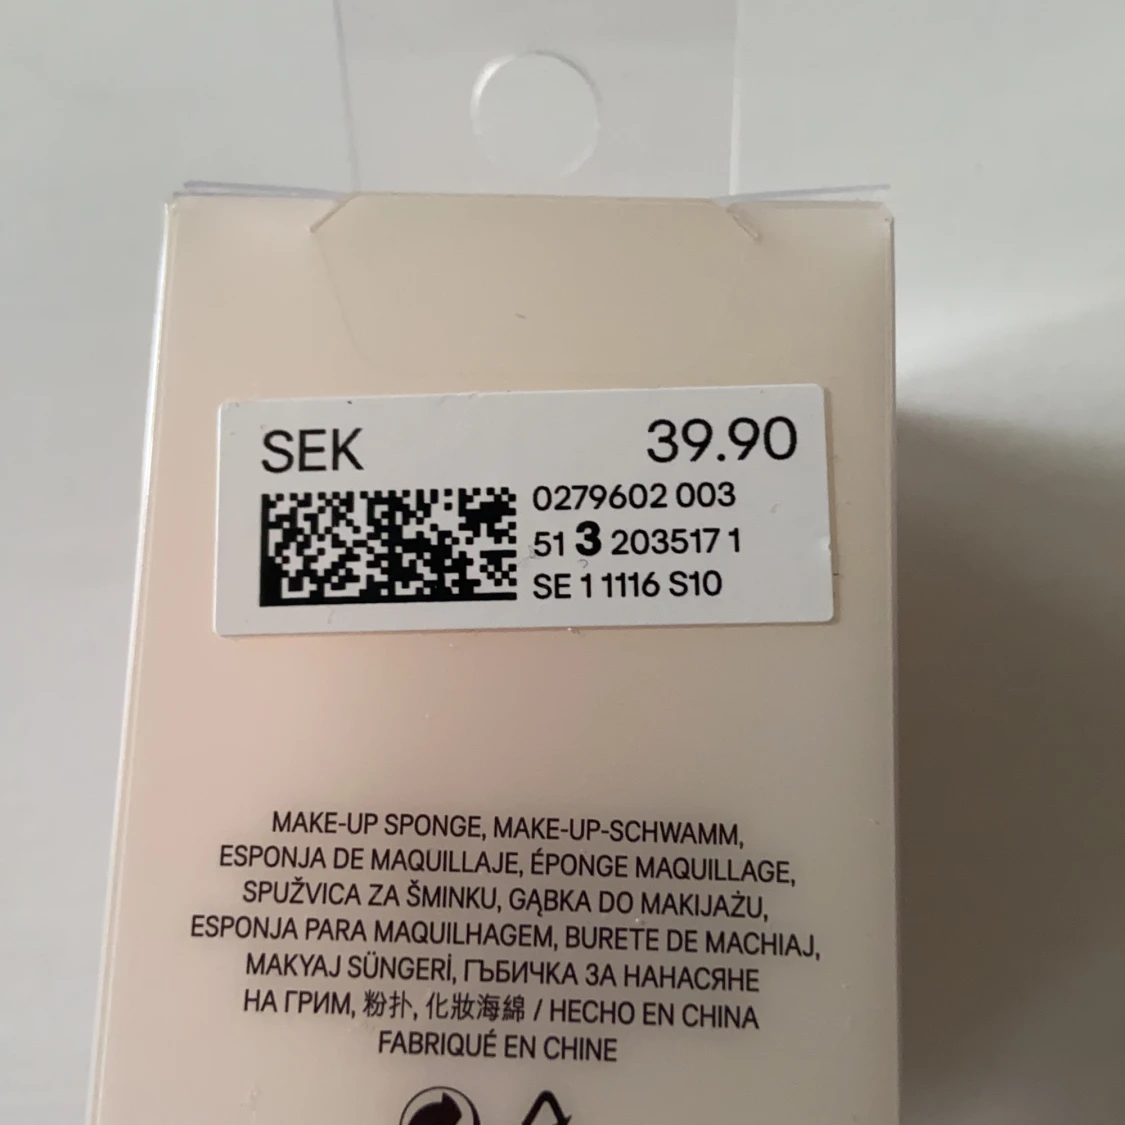 SEK 39.90
0279602 003
51 3 2035171
SE 1 1116 S10
MAKE-UP SPONGE, MAKE-UP-SCHWAMM,
ESPONJA DE MAQUILLAJE, ÉPONGE MAQUILLAGE,
SPUŽVICA ZA ŠMINKU, GĄBKA DO MAKIJAŻU,
ESPONJA PARA MAQUILHAGEM, BURETE DE MACHIAJ,
MAKYAJ SÜNGERİ, ГЪБИЧКА ЗА НАНАСЯНЕ
НА ГРИМ, 粉扑, 化妝海綿 / HECHO EN CHINA
FABRIQUÉ EN CHINE